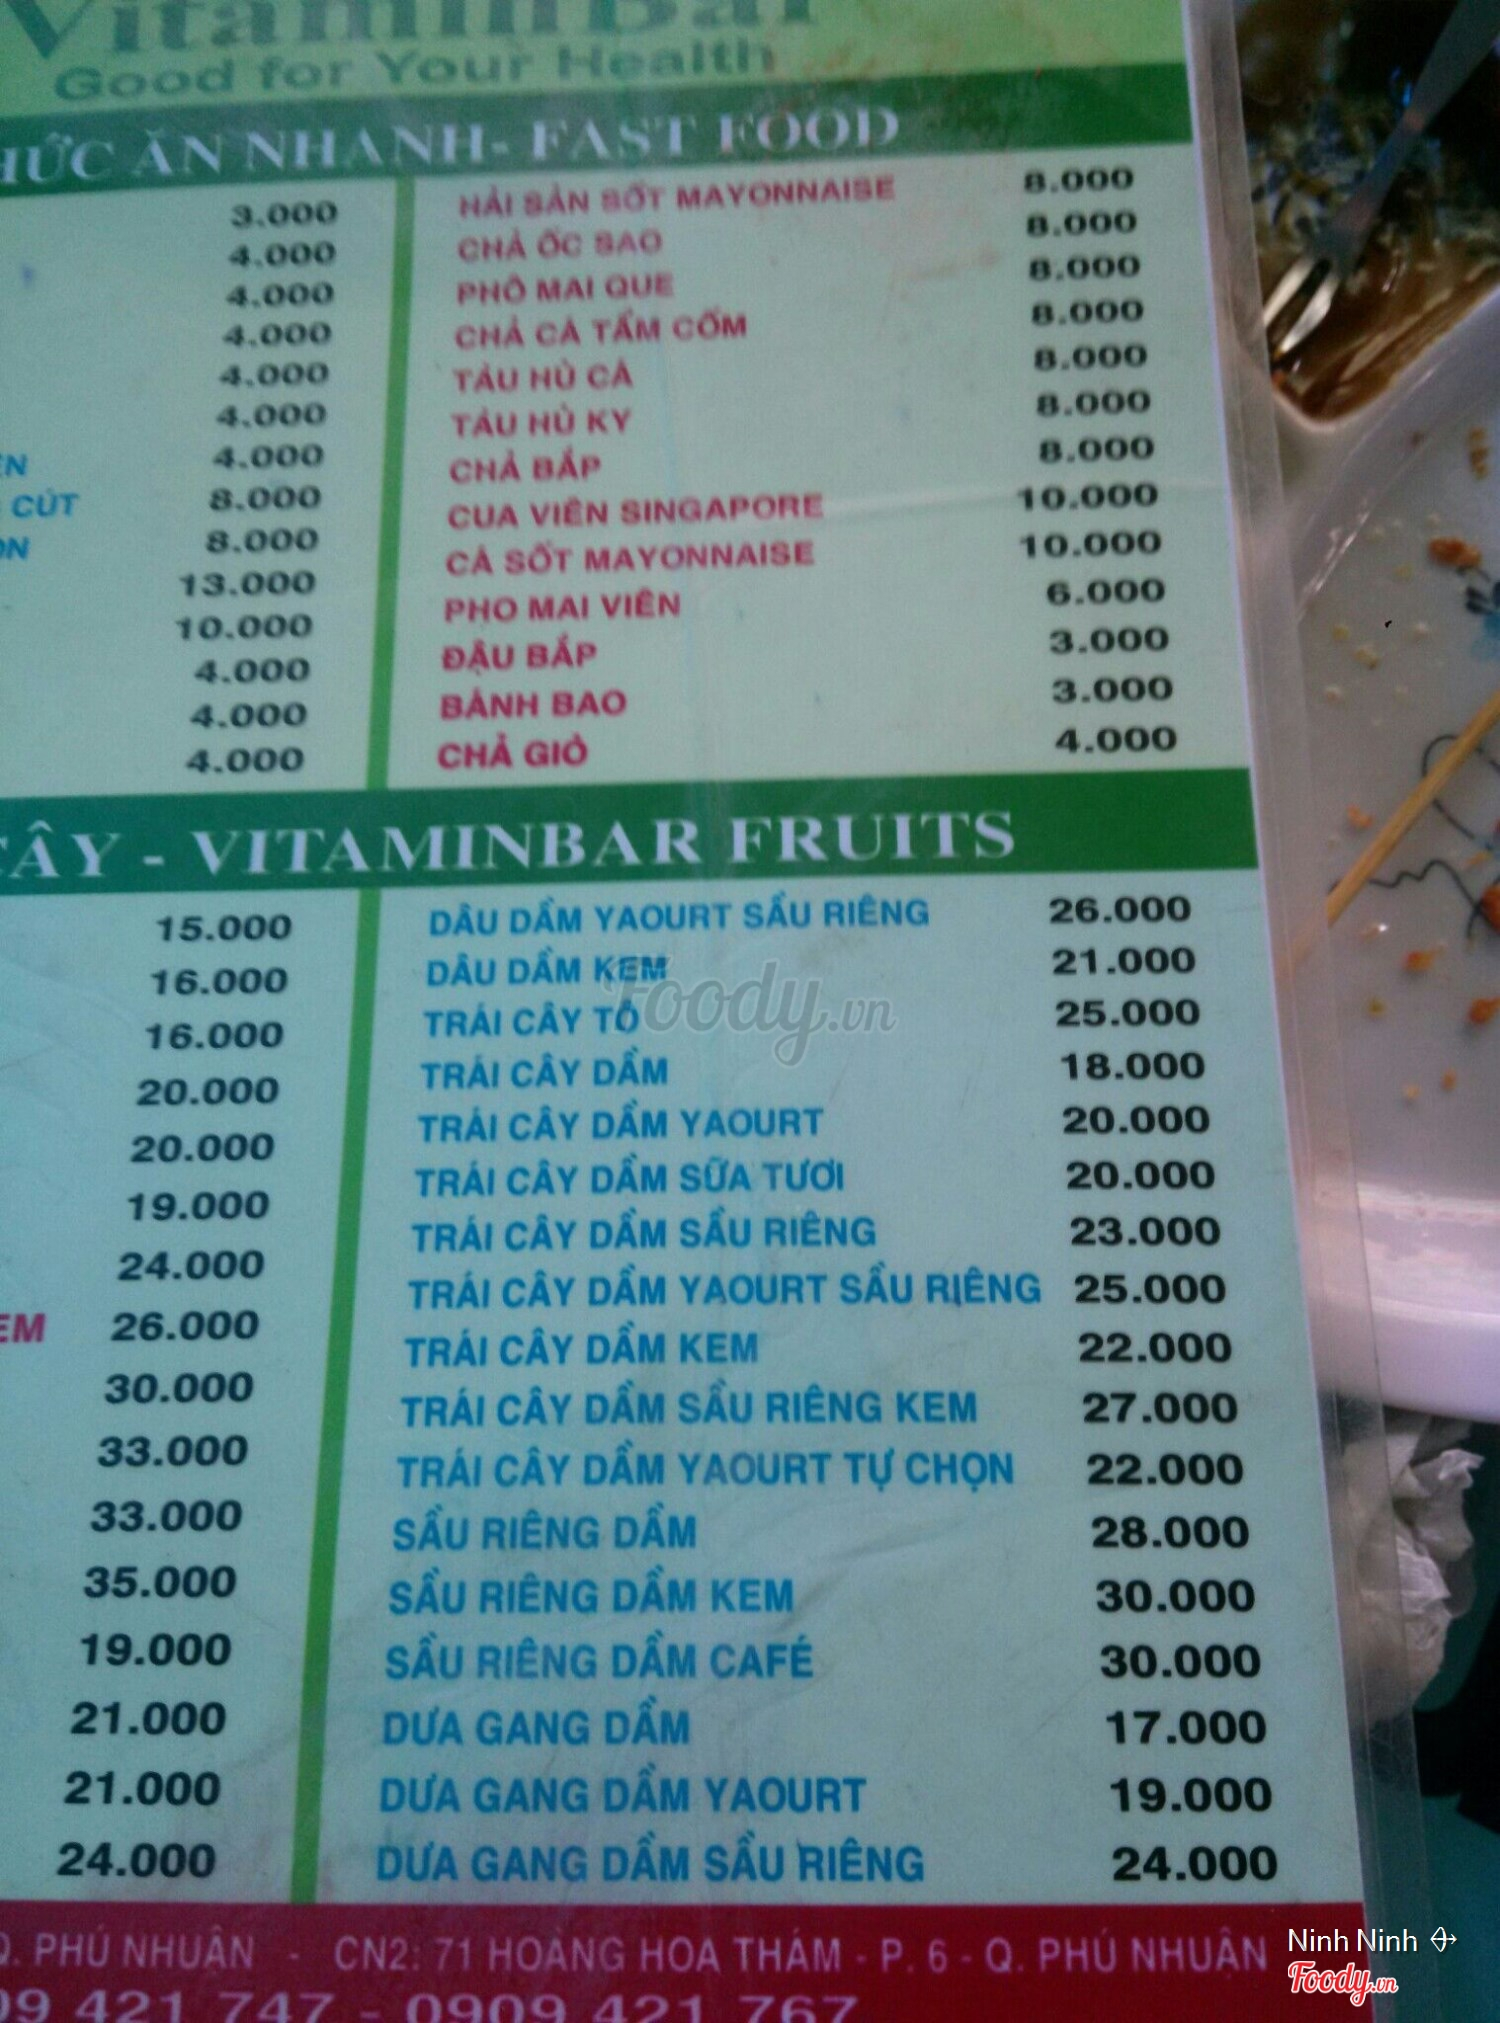 VitaminBar
Good for Your Health
HỨC ĂN NHANH- FAST FOOD
3.000
4.000
4.000
4.000
4.000
4.000
4.000
CÚT 8.000
8.000
13.000
10.000
4.000
4.000
4.000
HẢI SẢN SỐT MAYONNAISE 8.000
CHẢ ỐC SAO 8.000
PHÔ MAI QUE 8.000
CHẢ CÁ TẨM CỐM 8.000
TÀU HỦ CÁ 8.000
TÀU HỦ KY 8.000
CHẢ BẮP 8.000
CUA VIÊN SINGAPORE 10.000
CÁ SỐT MAYONNAISE 10.000
PHO MAI VIÊN 6.000
ĐẬU BẮP 3.000
BÁNH BAO 3.000
CHẢ GIÒ 4.000
CÂY - VITAMINBAR FRUITS
15.000
16.000
16.000
20.000
20.000
19.000
24.000
EM 26.000
30.000
33.000
33.000
35.000
19.000
21.000
21.000
24.000
DÂU DẦM YAOURT SẦU RIÊNG 26.000
DÂU DẦM KEM 21.000
TRÁI CÂY TÔ 25.000
TRÁI CÂY DẦM 18.000
TRÁI CÂY DẦM YAOURT 20.000
TRÁI CÂY DẦM SỮA TƯƠI 20.000
TRÁI CÂY DẦM SẦU RIÊNG 23.000
TRÁI CÂY DẦM YAOURT SẦU RIÊNG 25.000
TRÁI CÂY DẦM KEM 22.000
TRÁI CÂY DẦM SẦU RIÊNG KEM 27.000
TRÁI CÂY DẦM YAOURT TỰ CHỌN 22.000
SẦU RIÊNG DẦM 28.000
SẦU RIÊNG DẦM KEM 30.000
SẦU RIÊNG DẦM CAFÉ 30.000
DƯA GANG DẦM 17.000
DƯA GANG DẦM YAOURT 19.000
DƯA GANG DẦM SẦU RIÊNG 24.000
Foody.vn
Q. PHÚ NHUẬN - CN2: 71 HOÀNG HOA THÁM - P. 6 - Q. PHÚ NHUẬN
09 421 747 - 0909 421 767
Ninh Ninh
Foody.vn